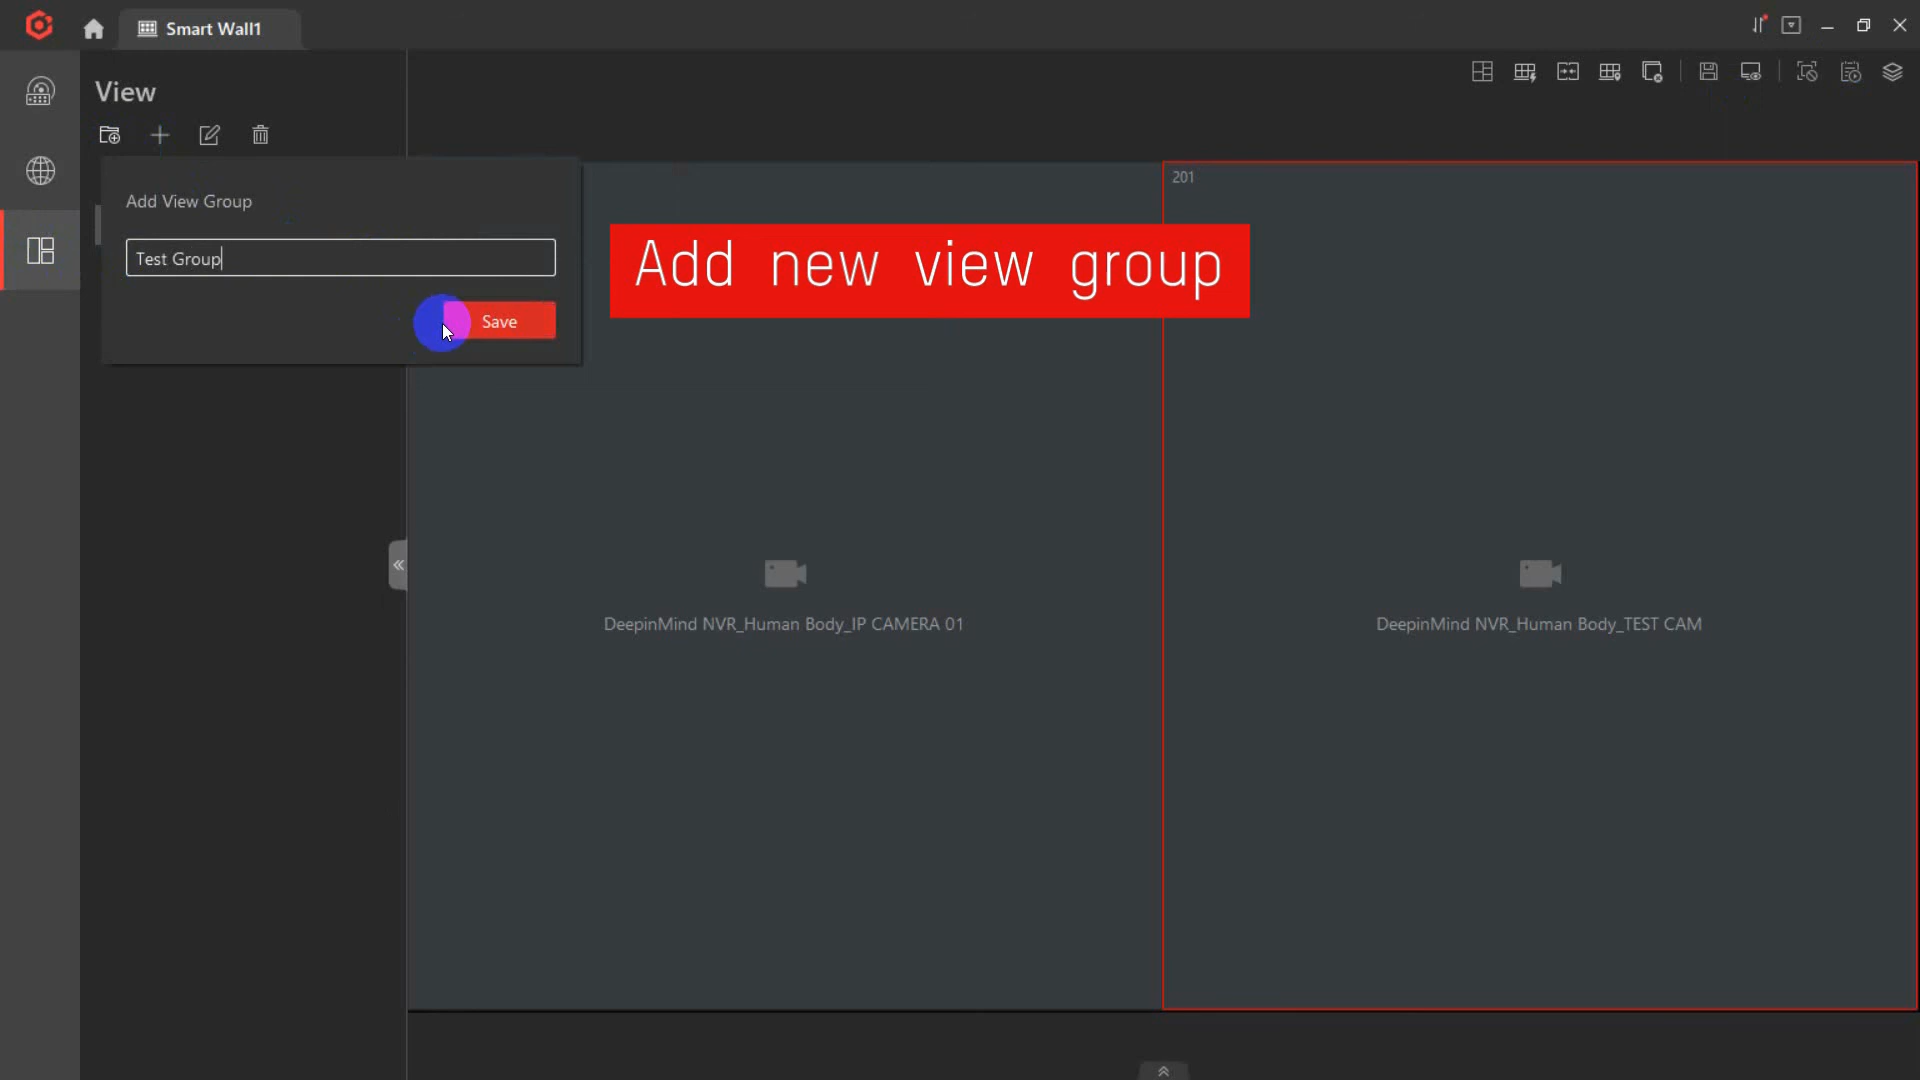 Smart Wall1
View
Add View Group
Test Group
Save
201
Add new view group
DeepinMind NVR_Human Body_IP CAMERA 01
DeepinMind NVR_Human Body_TEST CAM